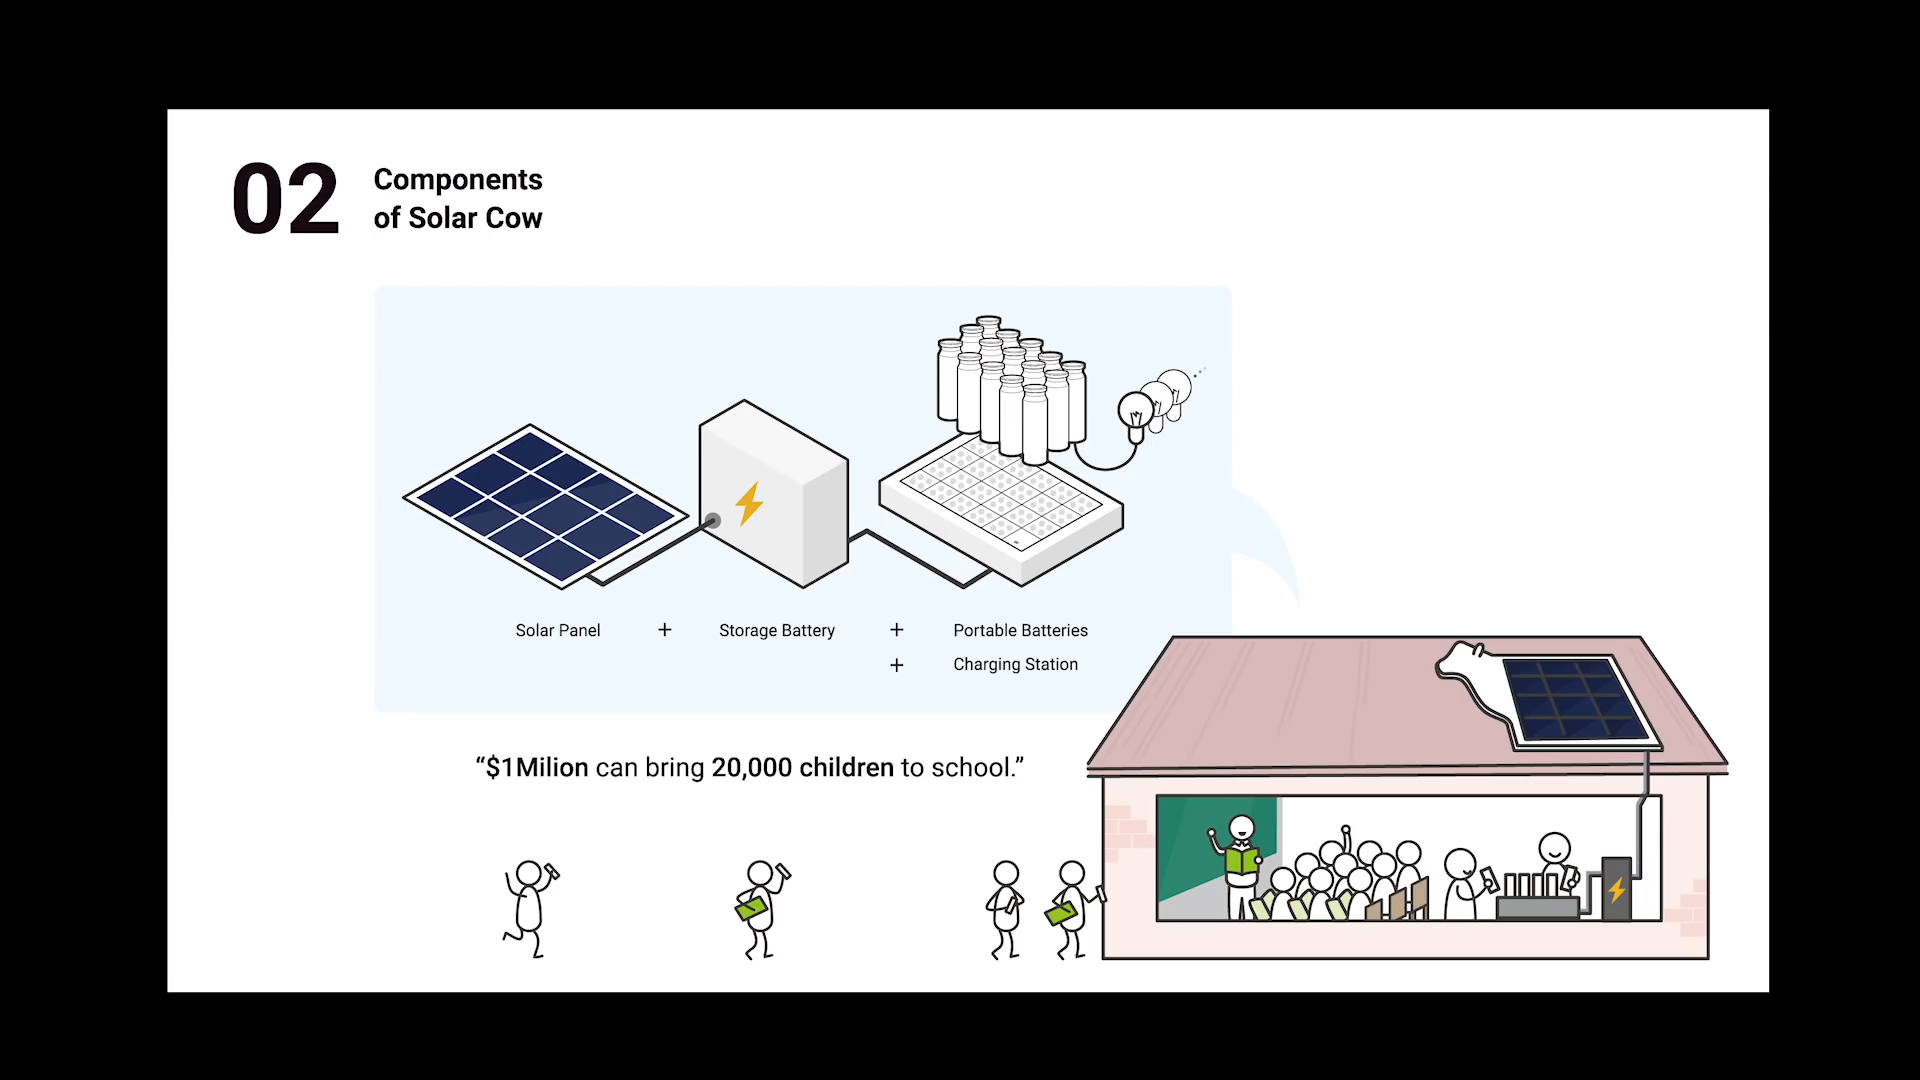 02
Components
of Solar Cow
Solar Panel + Storage Battery + Portable Batteries
+ Charging Station
“$1Milion can bring 20,000 children to school.”